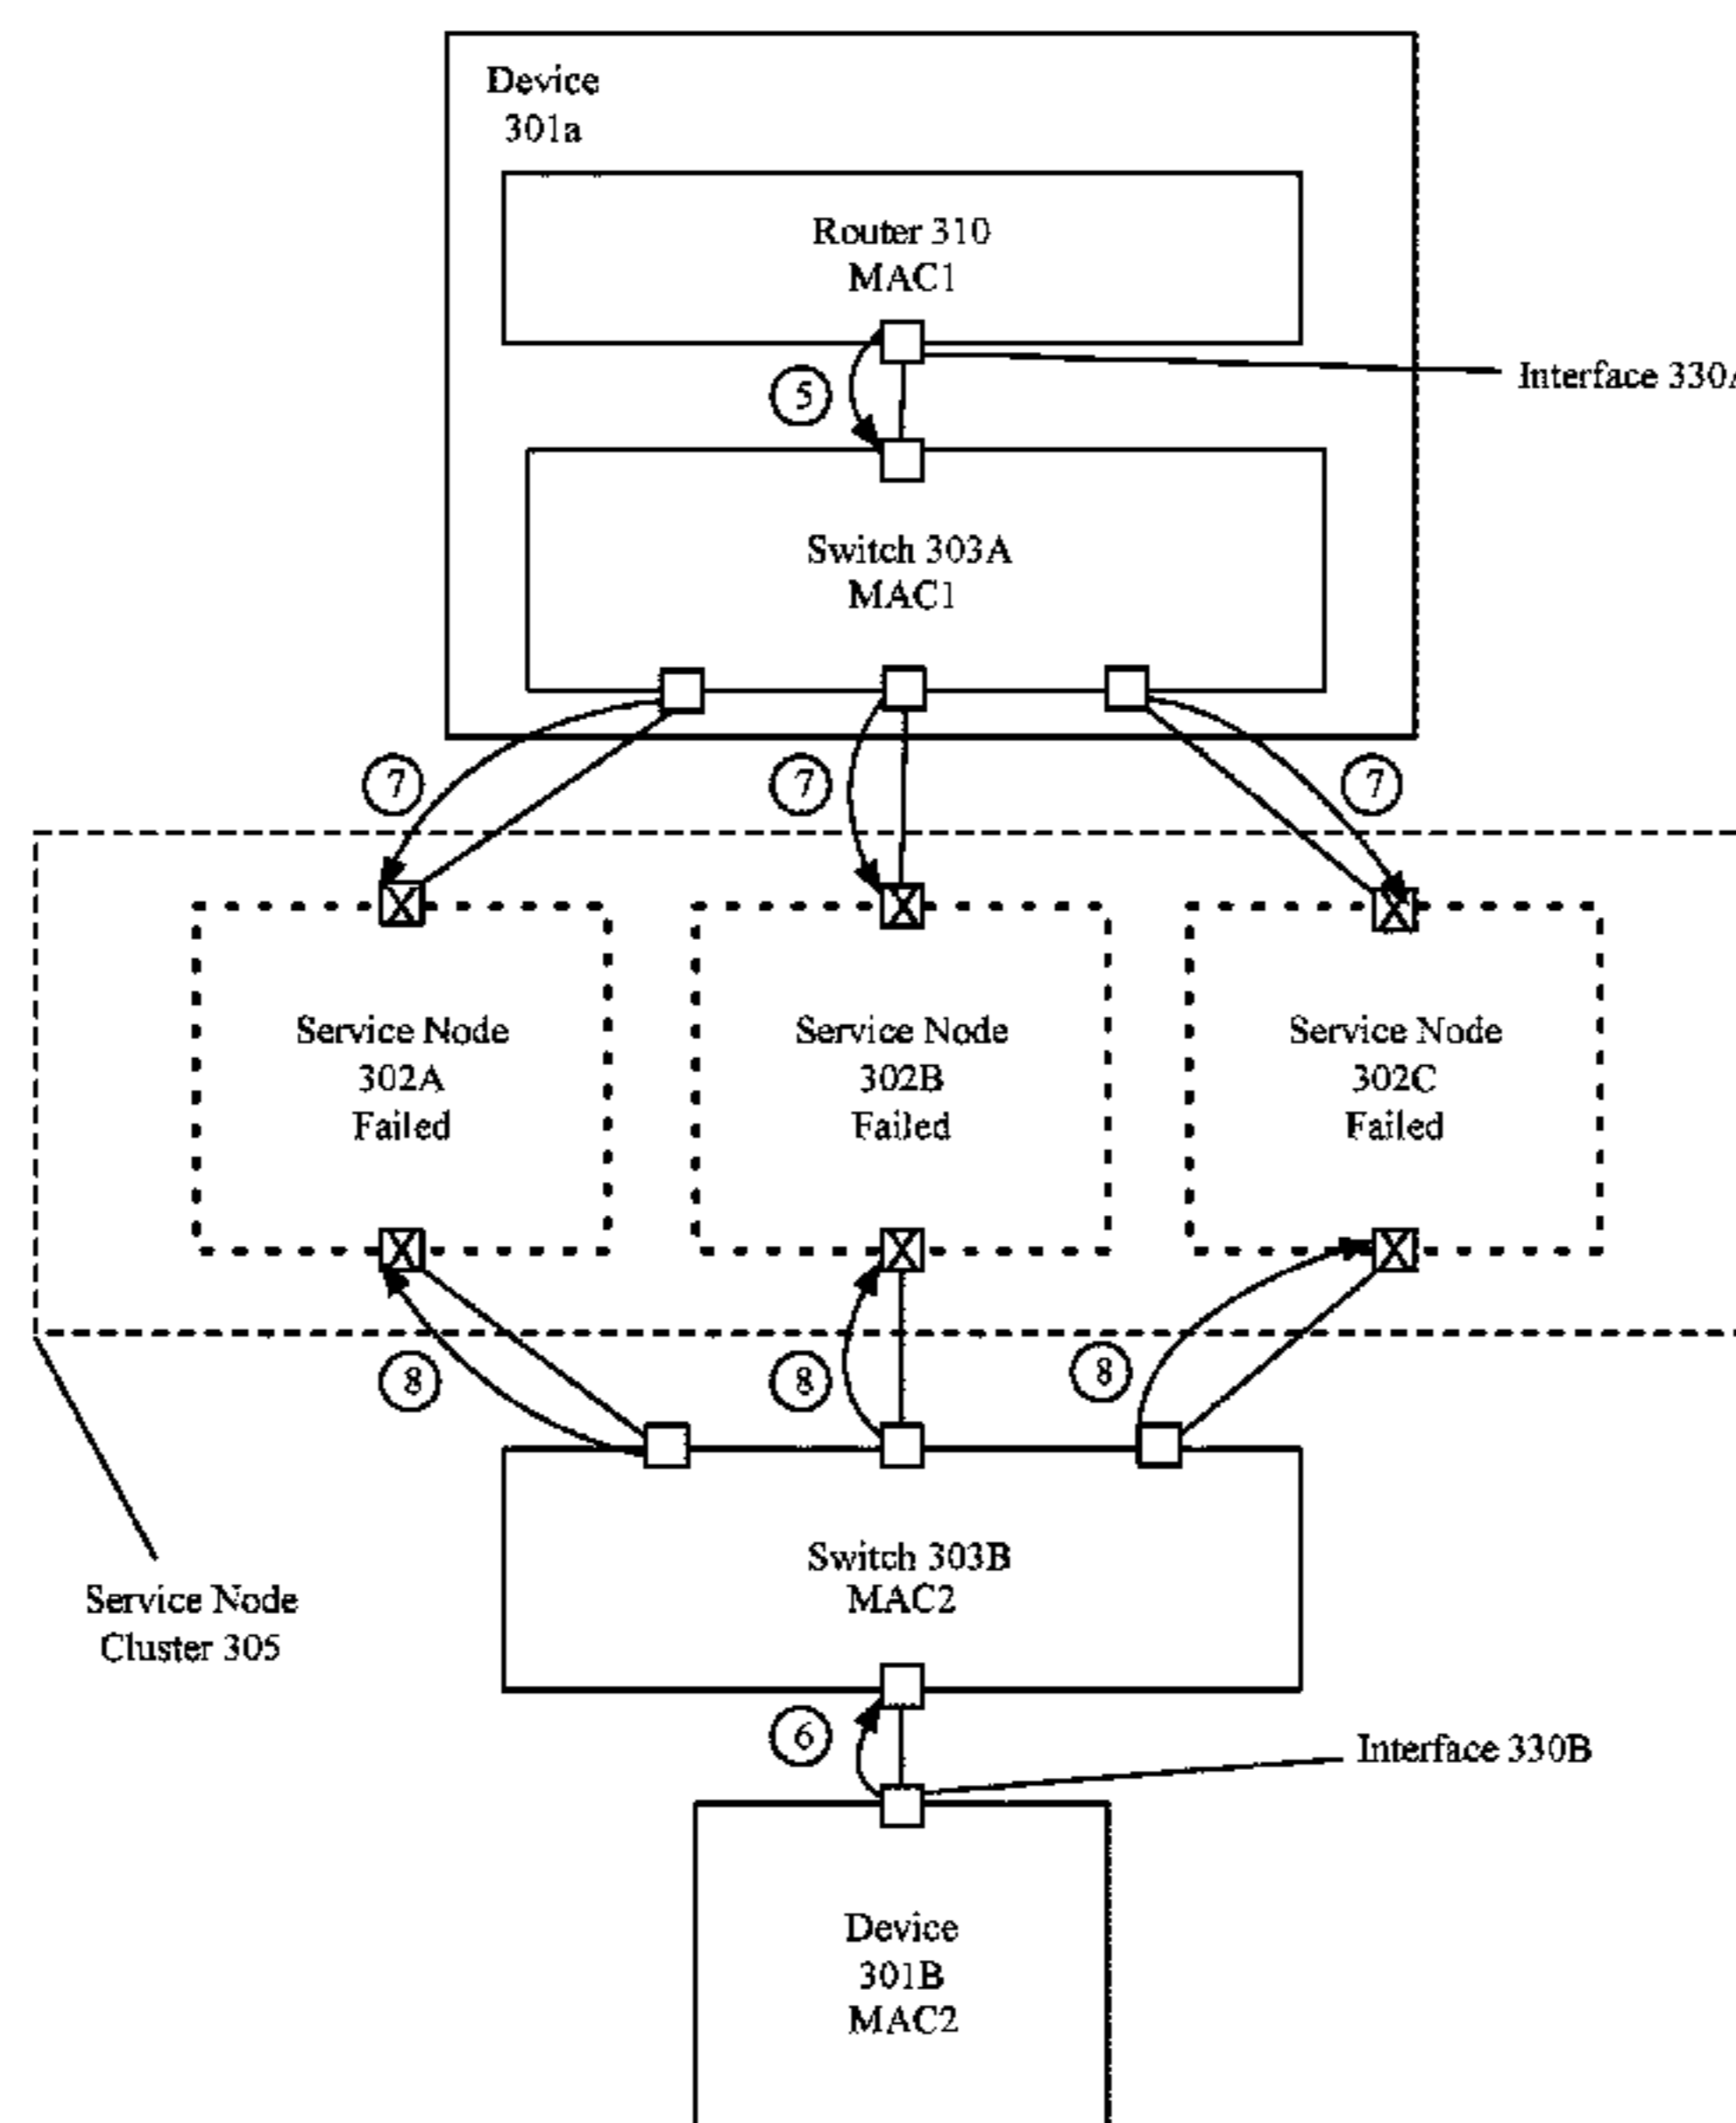 Device
301a
Router 310
MAC1
5
Interface 330A
Switch 303A
MAC1
7
7
7
Service Node
302A
Failed
Service Node
302B
Failed
Service Node
302C
Failed
8
8
8
Switch 303B
MAC2
Service Node
Cluster 305
6
Interface 330B
Device
301B
MAC2